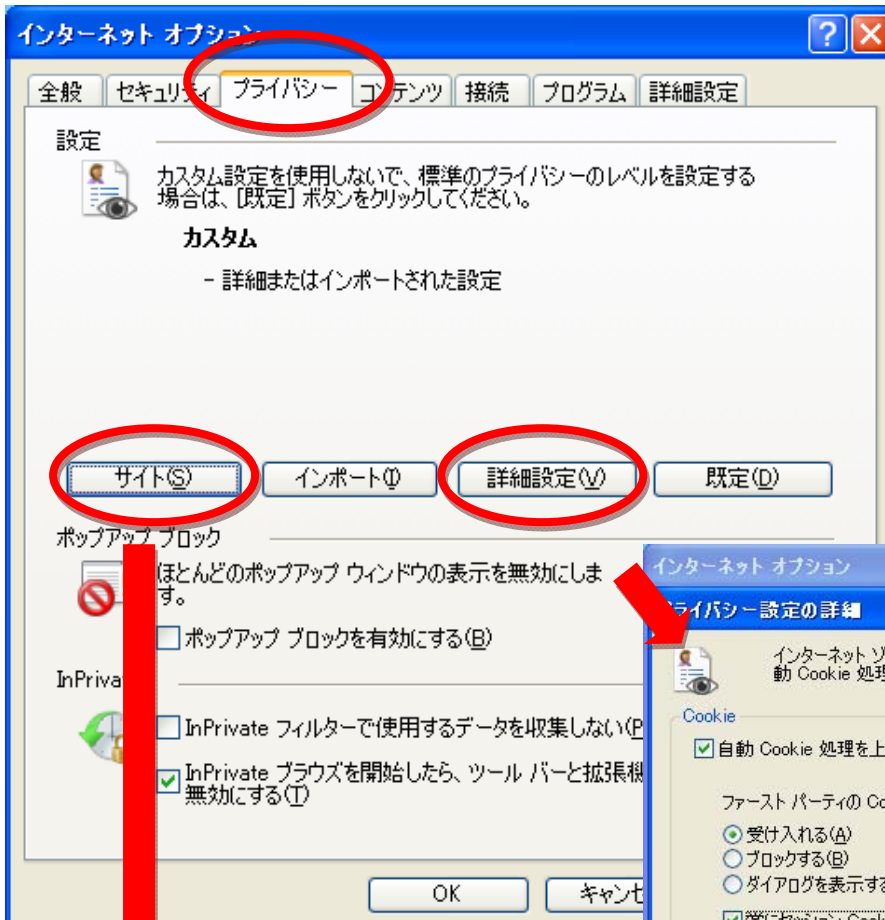 インターネット オプション
全般 セキュリティ プライバシー コンテンツ 接続 プログラム 詳細設定
設定
カスタム設定を使用しないで、標準のプライバシーのレベルを設定する
場合は、[既定] ボタンをクリックしてください。
カスタム
- 詳細またはインポートされた設定
サイト(S) インポート(I) 詳細設定(V) 既定(D)
ポップアップ ブロック
ほとんどのポップアップ ウィンドウの表示を無効にしま
す。
ポップアップ ブロックを有効にする(B)
InPriva
InPrivate フィルターで使用するデータを収集しない(P
InPrivate ブラウズを開始したら、ツール バーと拡張機
無効にする(T)
OK キャンセ
インターネット オプション
プライバシー設定の詳細
インターネット ゾ
動 Cookie 処理
Cookie
自動 Cookie 処理を上
ファースト パーティの Co
受け入れる(A)
ブロックする(B)
ダイアログを表示する